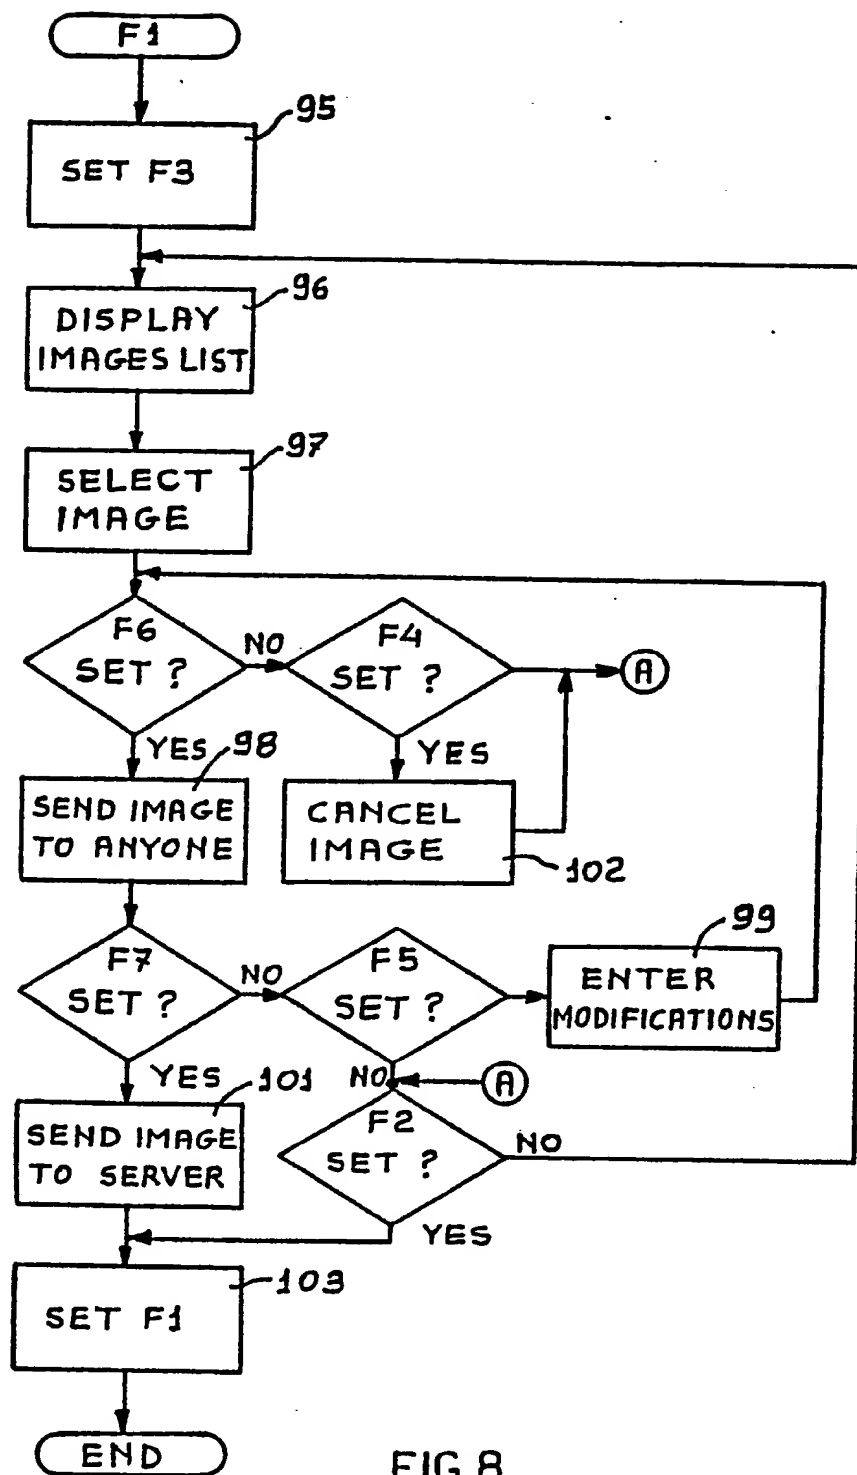 F1
95
SET F3
96
DISPLAY
IMAGES LIST
97
SELECT
IMAGE
F6
SET ?
NO
F4
SET ?
A
YES
98
YES
SEND IMAGE
TO ANYONE
CANCEL
IMAGE
102
99
F7
SET ?
NO
F5
SET ?
ENTER
MODIFICATIONS
YES
101
NO
A
SEND IMAGE
TO SERVER
F2
SET ?
NO
YES
103
SET F1
END
FIG.8